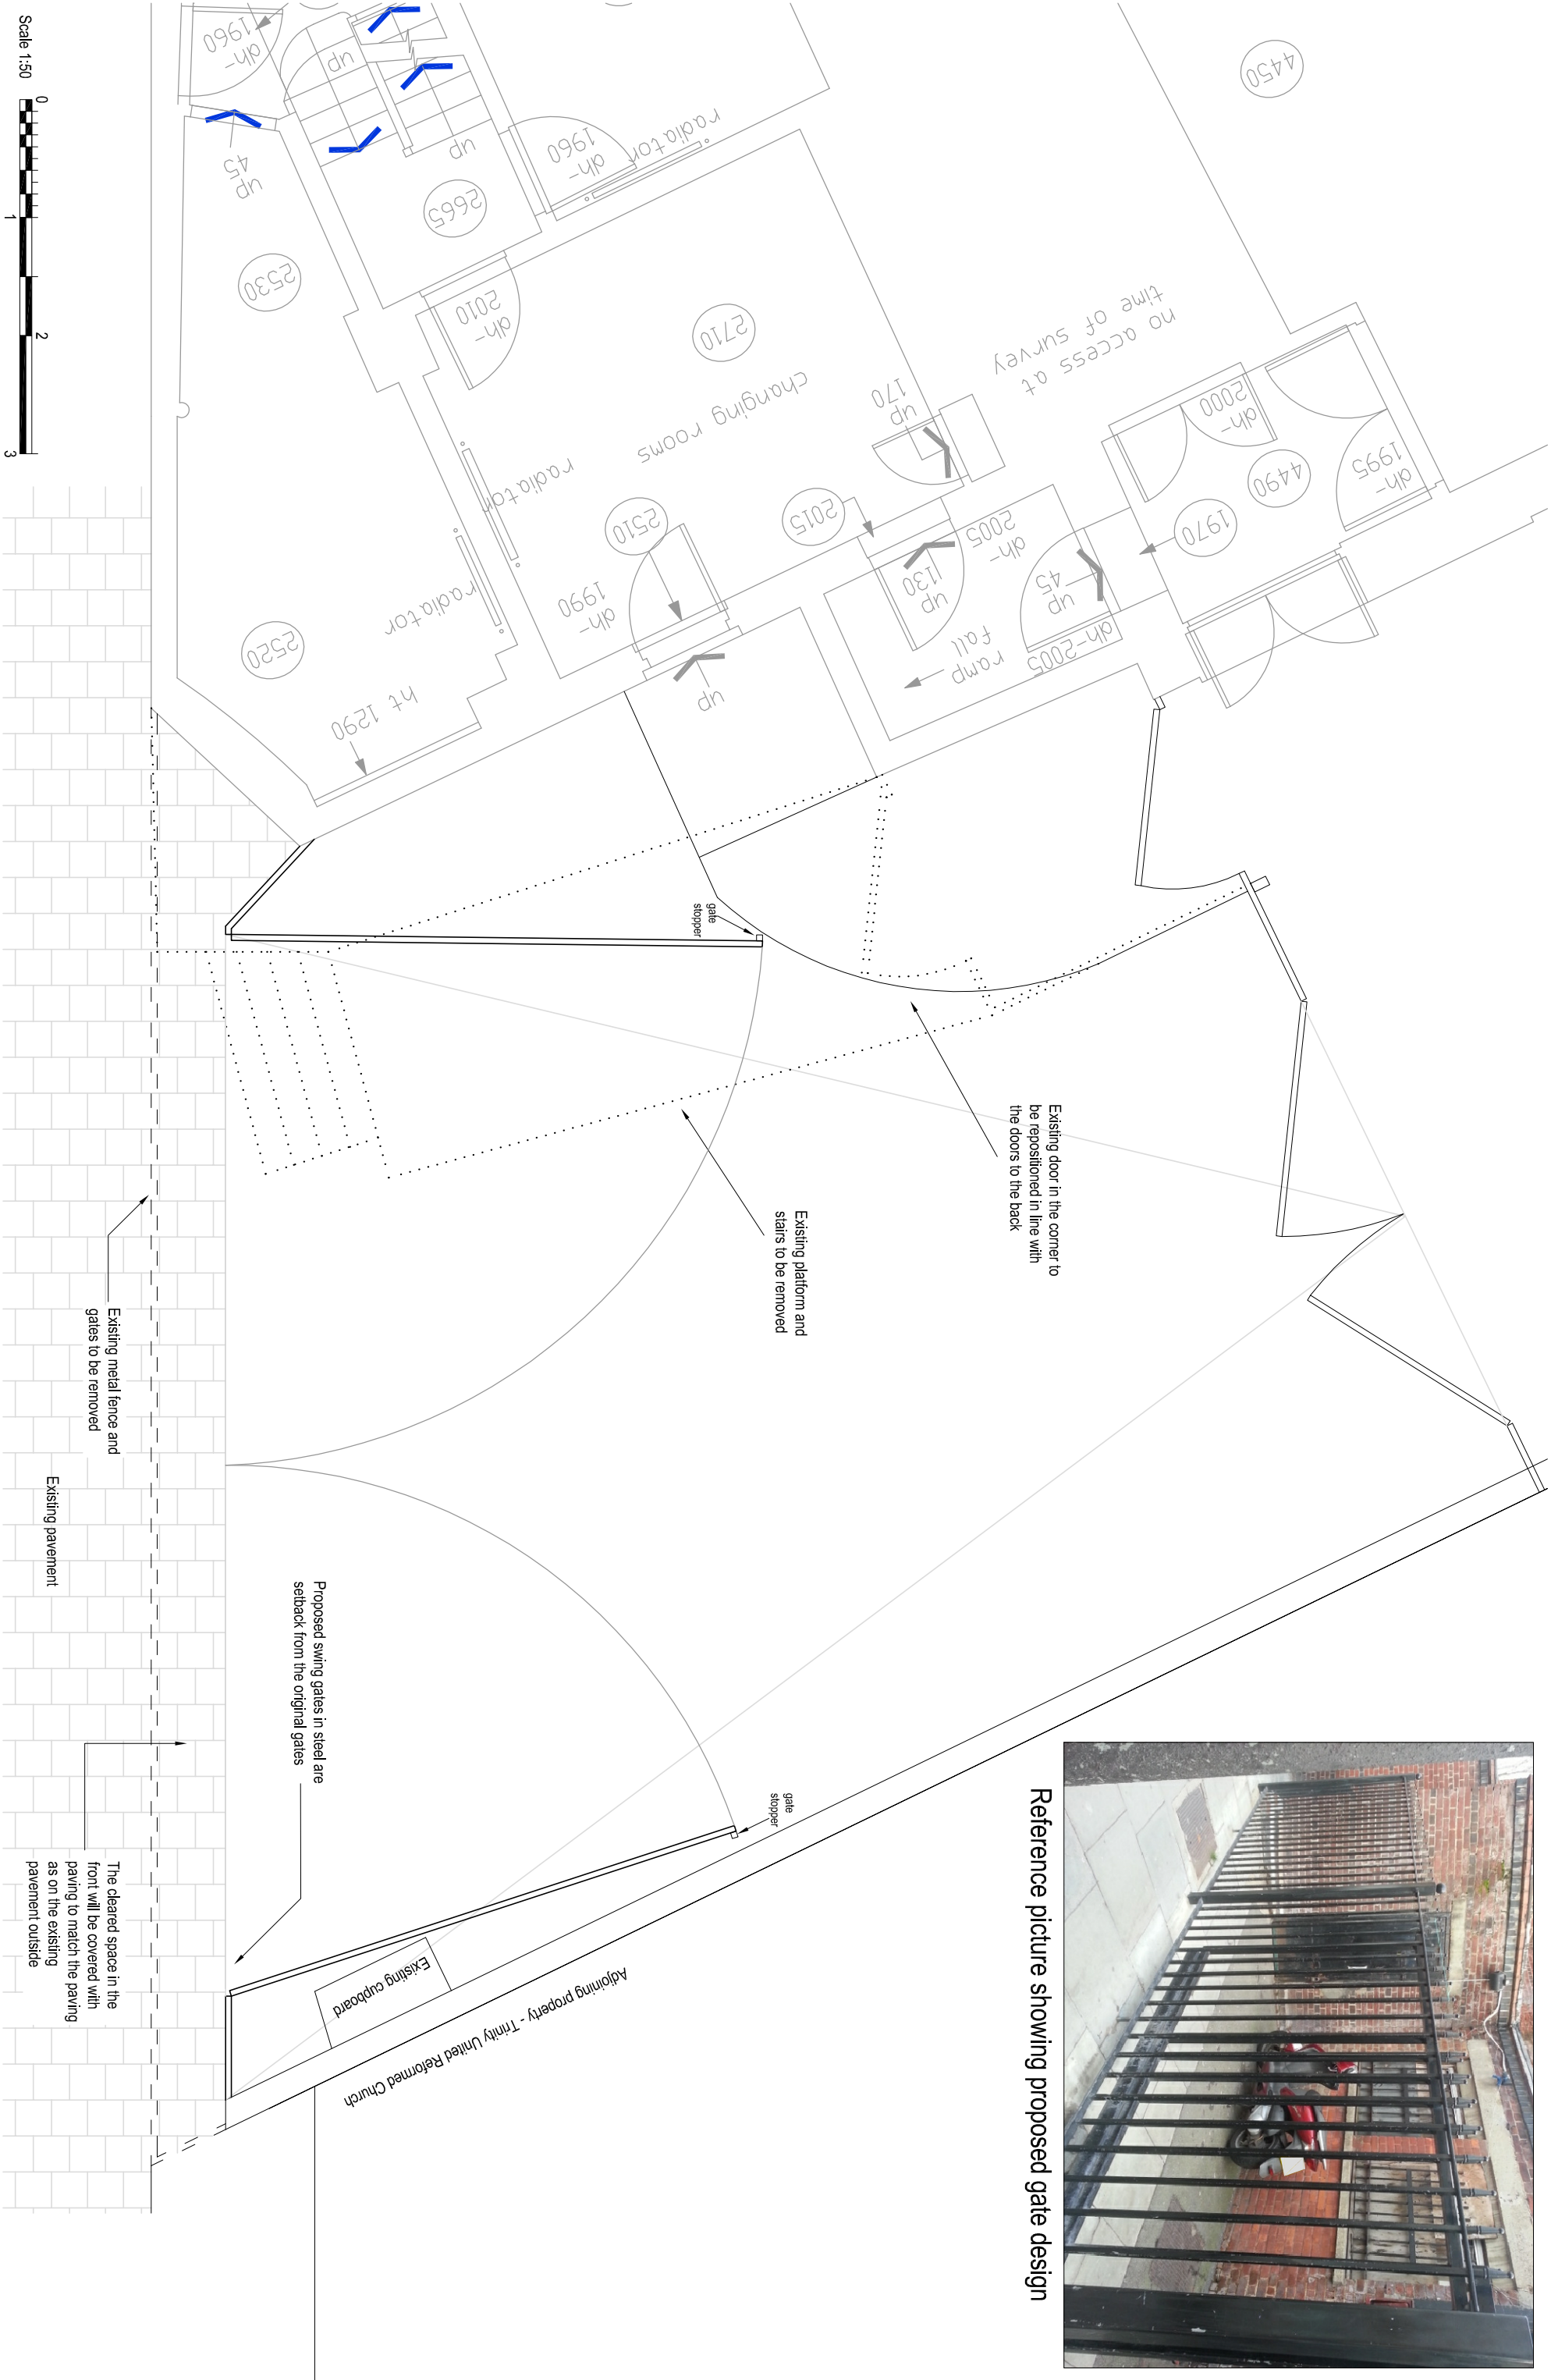 Scale 1:50
0
1
2
3
dh-
1960
up
up
up
45
2665
2530
dh-
1960
radiator
4450
dh-
2010
2710
changing rooms
no access at
time of survey
up
170
dh-
2000
dh-
1995
4490
1970
2015
2510
radiator
radiator
dh-
1990
dh-
2005
up
130
up
45
dh-2005
ramp
fall
up
2520
ht 1290
gate
stopper
Existing door in the corner to
be repositioned in line with
the doors to the back
Existing platform and
stairs to be removed
Existing metal fence and
gates to be removed
Existing pavement
Proposed swing gates in steel are
setback from the original gates
gate
stopper
The cleared space in the
front will be covered with
paving to match the paving
as on the existing
pavement outside
Existing cupboard
Adjoining property - Trinity United Reformed Church
Reference picture showing proposed gate design